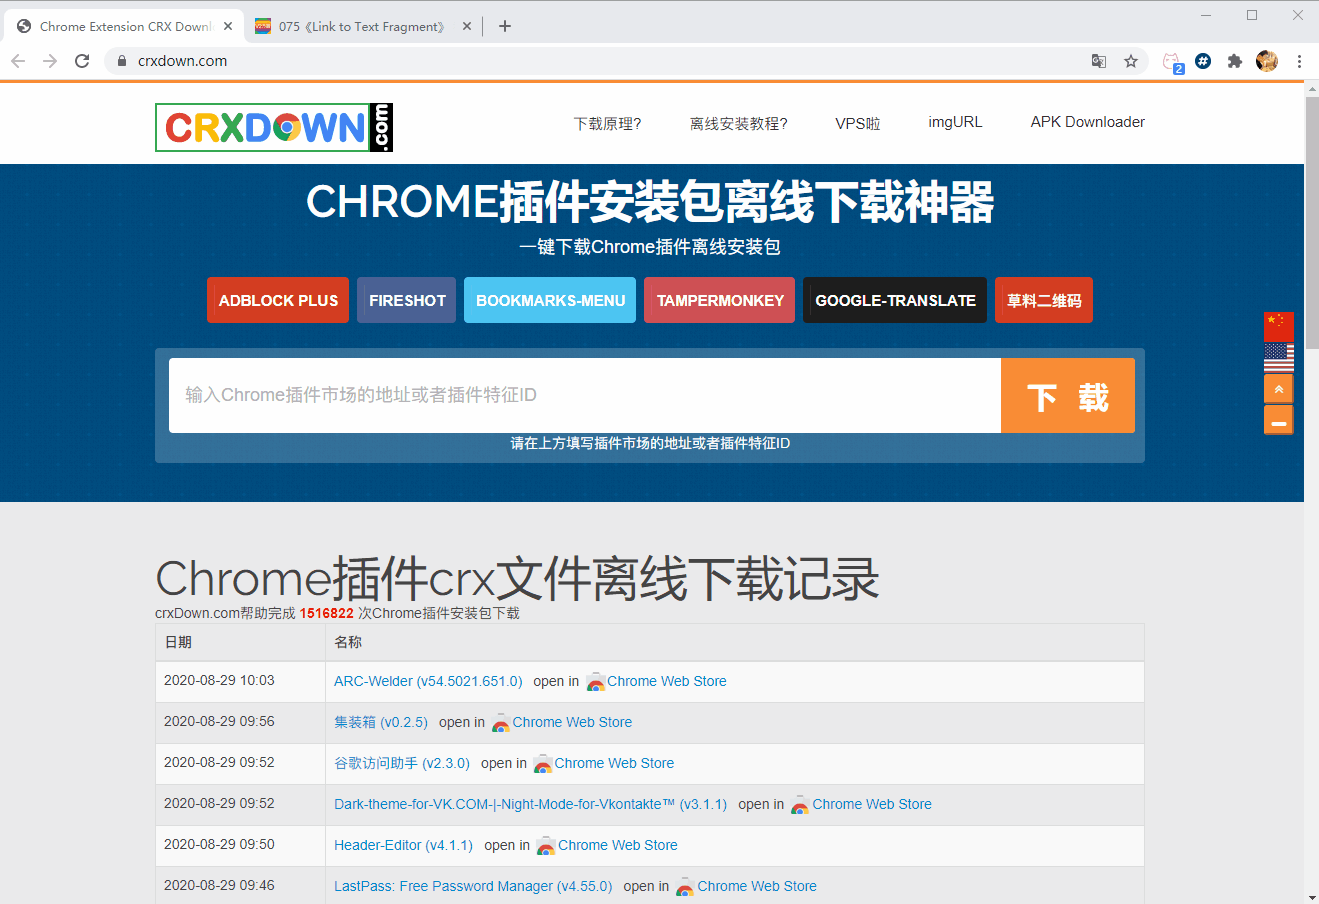 Chrome Extension CRX Downl
075《Link to Text Fragment》
crxdown.com
2
#
CRXDOWN
.com
下载原理?
离线安装教程?
VPS啦
imgURL
APK Downloader
CHROME插件安装包离线下载神器
一键下载Chrome插件离线安装包
ADBLOCK PLUS
FIRESHOT
BOOKMARKS-MENU
TAMPERMONKEY
GOOGLE-TRANSLATE
草料二维码
输入Chrome插件市场的地址或者插件特征ID
下 载
请在上方填写插件市场的地址或者插件特征ID
Chrome插件crx文件离线下载记录
crxDown.com帮助完成 1516822 次Chrome插件安装包下载
日期 名称
2020-08-29 10:03 ARC-Welder (v54.5021.651.0) open in Chrome Web Store
2020-08-29 09:56 集装箱 (v0.2.5) open in Chrome Web Store
2020-08-29 09:52 谷歌访问助手 (v2.3.0) open in Chrome Web Store
2020-08-29 09:52 Dark-theme-for-VK.COM-|-Night-Mode-for-Vkontakte™ (v3.1.1) open in Chrome Web Store
2020-08-29 09:50 Header-Editor (v4.1.1) open in Chrome Web Store
2020-08-29 09:46 LastPass: Free Password Manager (v4.55.0) open in Chrome Web Store